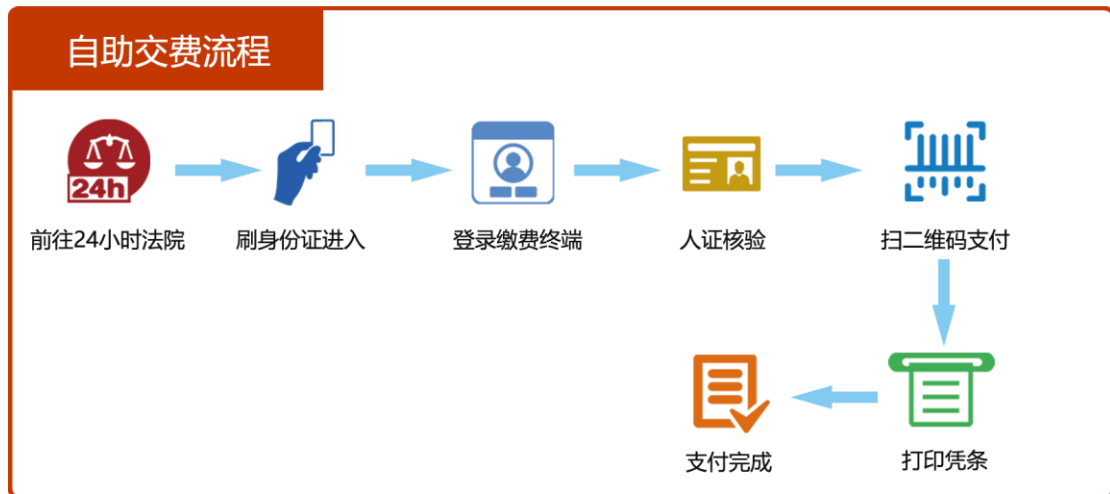 自助交费流程
24h
前往24小时法院
刷身份证进入
登录缴费终端
人证核验
扫二维码支付
支付完成
打印凭条